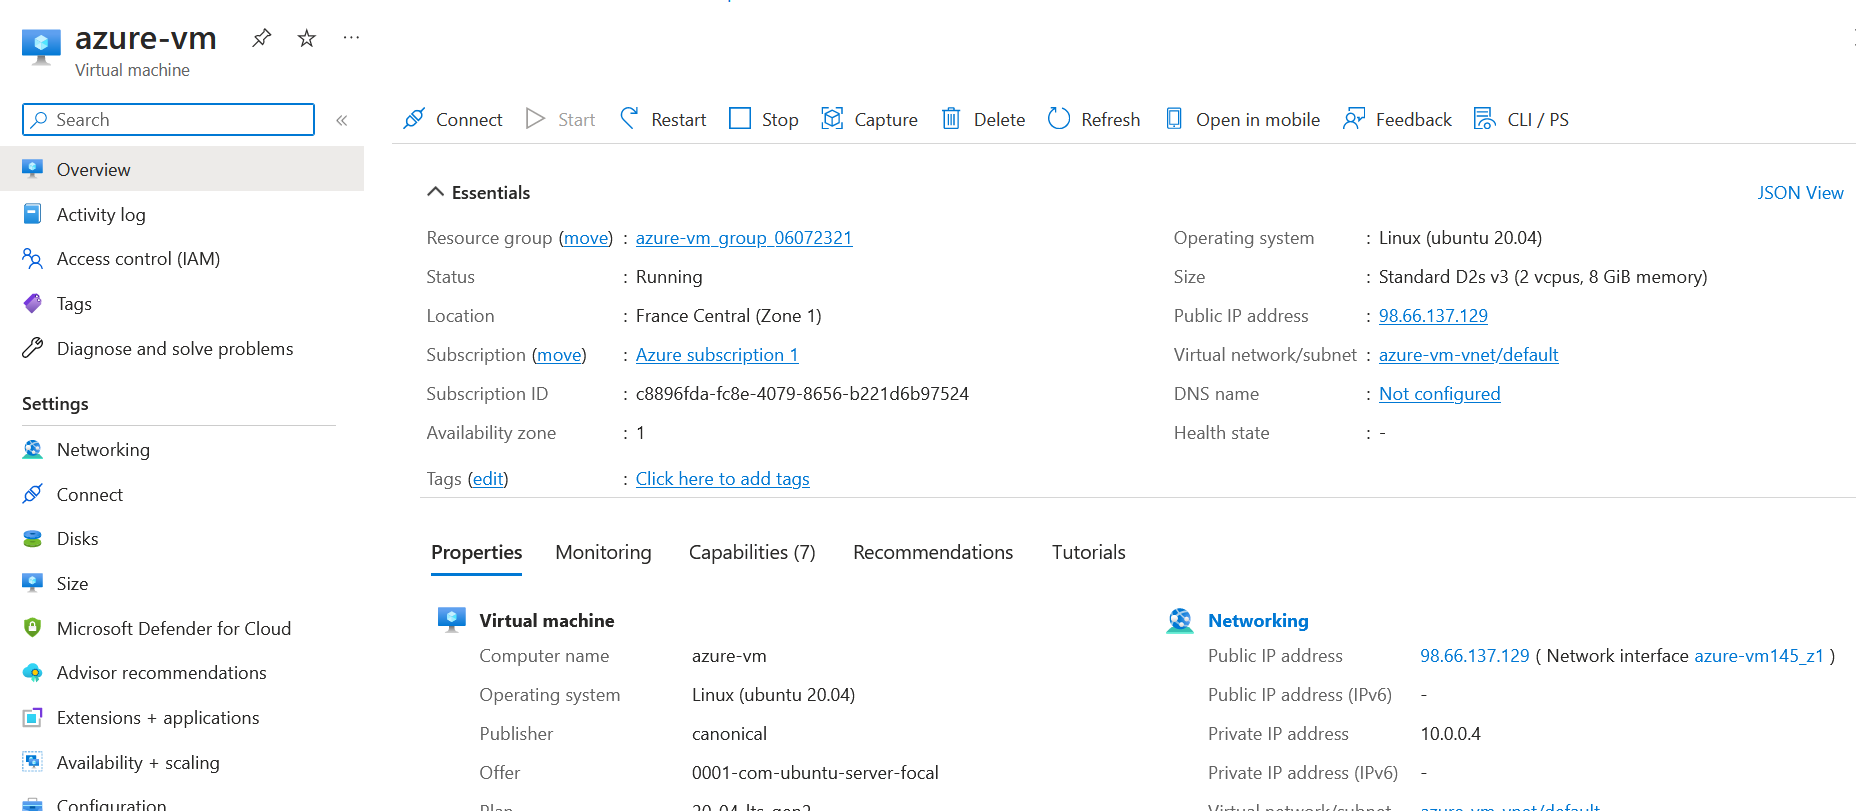 azure-vm
Virtual machine
Search
Overview
Activity log
Access control (IAM)
Tags
Diagnose and solve problems
Settings
Networking
Connect
Disks
Size
Microsoft Defender for Cloud
Advisor recommendations
Extensions + applications
Availability + scaling
Configuration
Connect Start Restart Stop Capture Delete Refresh Open in mobile Feedback CLI / PS
Essentials
JSON View
Resource group (move) : azure-vm_group_06072321
Status : Running
Location : France Central (Zone 1)
Subscription (move) : Azure subscription 1
Subscription ID : c8896fda-fc8e-4079-8656-b221d6b97524
Availability zone : 1
Tags (edit) : Click here to add tags
Operating system : Linux (ubuntu 20.04)
Size : Standard D2s v3 (2 vcpus, 8 GiB memory)
Public IP address : 98.66.137.129
Virtual network/subnet : azure-vm-vnet/default
DNS name : Not configured
Health state : -
Properties Monitoring Capabilities (7) Recommendations Tutorials
Virtual machine
Computer name azure-vm
Operating system Linux (ubuntu 20.04)
Publisher canonical
Offer 0001-com-ubuntu-server-focal
Plan 20_04-lts-gen2
Networking
Public IP address 98.66.137.129 ( Network interface azure-vm145_z1 )
Public IP address (IPv6) -
Private IP address 10.0.0.4
Private IP address (IPv6) -
Virtual network/subnet azure-vm-vnet/default